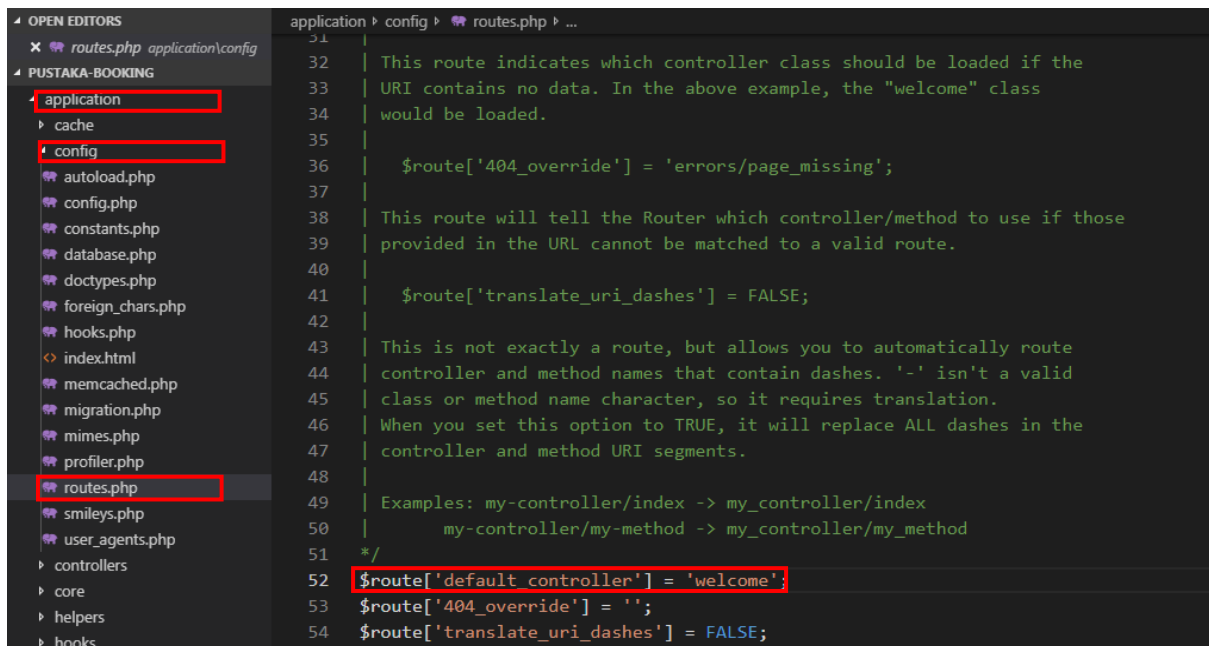 OPEN EDITORS
routes.php application\config
PUSTAKA-BOOKING
application
cache
config
autoload.php
config.php
constants.php
database.php
doctypes.php
foreign_chars.php
hooks.php
index.html
memcached.php
migration.php
mimes.php
profiler.php
routes.php
smileys.php
user_agents.php
controllers
core
helpers
hooks
application config routes.php ...
31 |
32 | This route indicates which controller class should be loaded if the
33 | URI contains no data. In the above example, the "welcome" class
34 | would be loaded.
35 |
36 | $route['404_override'] = 'errors/page_missing';
37 |
38 | This route will tell the Router which controller/method to use if those
39 | provided in the URL cannot be matched to a valid route.
40 |
41 | $route['translate_uri_dashes'] = FALSE;
42 |
43 | This is not exactly a route, but allows you to automatically route
44 | controller and method names that contain dashes. '-' isn't a valid
45 | class or method name character, so it requires translation.
46 | When you set this option to TRUE, it will replace ALL dashes in the
47 | controller and method URI segments.
48 |
49 | Examples: my-controller/index -> my_controller/index
50 | my-controller/my-method -> my_controller/my_method
51 */
52 $route['default_controller'] = 'welcome';
53 $route['404_override'] = '';
54 $route['translate_uri_dashes'] = FALSE;